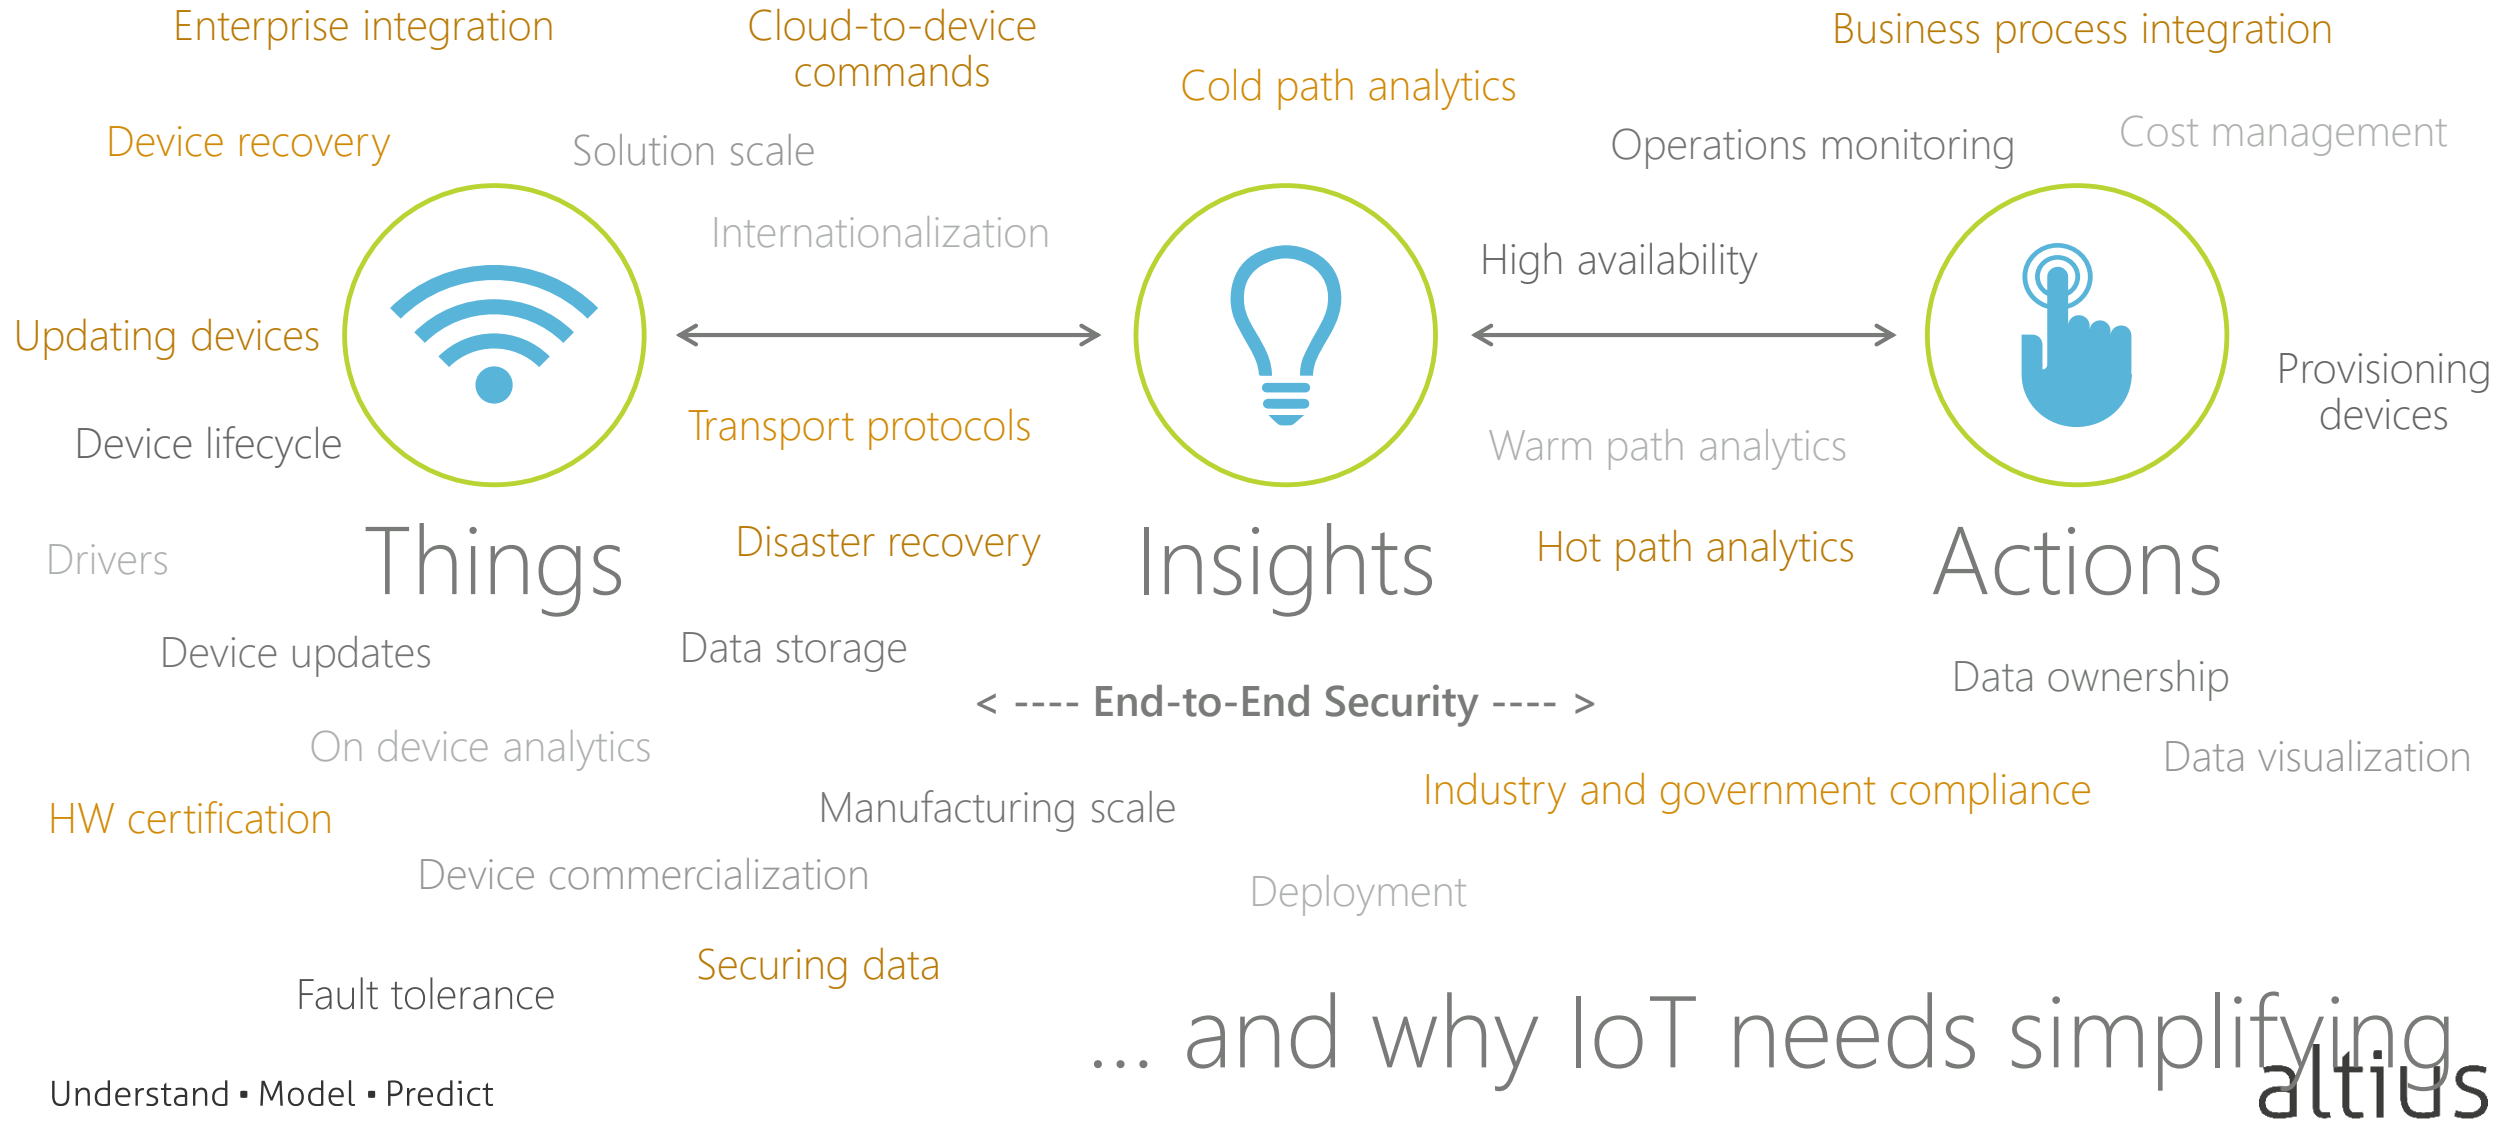 Enterprise integration
Cloud-to-device
commands
Business process integration
Cold path analytics
Device recovery
Solution scale
Operations monitoring
Cost management
Internationalization
High availability
Updating devices
Provisioning
devices
Device lifecycle
Transport protocols
Warm path analytics
Drivers
Things
Disaster recovery
Insights
Hot path analytics
Actions
Device updates
Data storage
Data ownership
< ---- End-to-End Security ---- >
On device analytics
Data visualization
HW certification
Manufacturing scale
Industry and government compliance
Device commercialization
Deployment
Securing data
Fault tolerance
... and why IoT needs simplifying
Understand ▪ Model ▪ Predict
altius